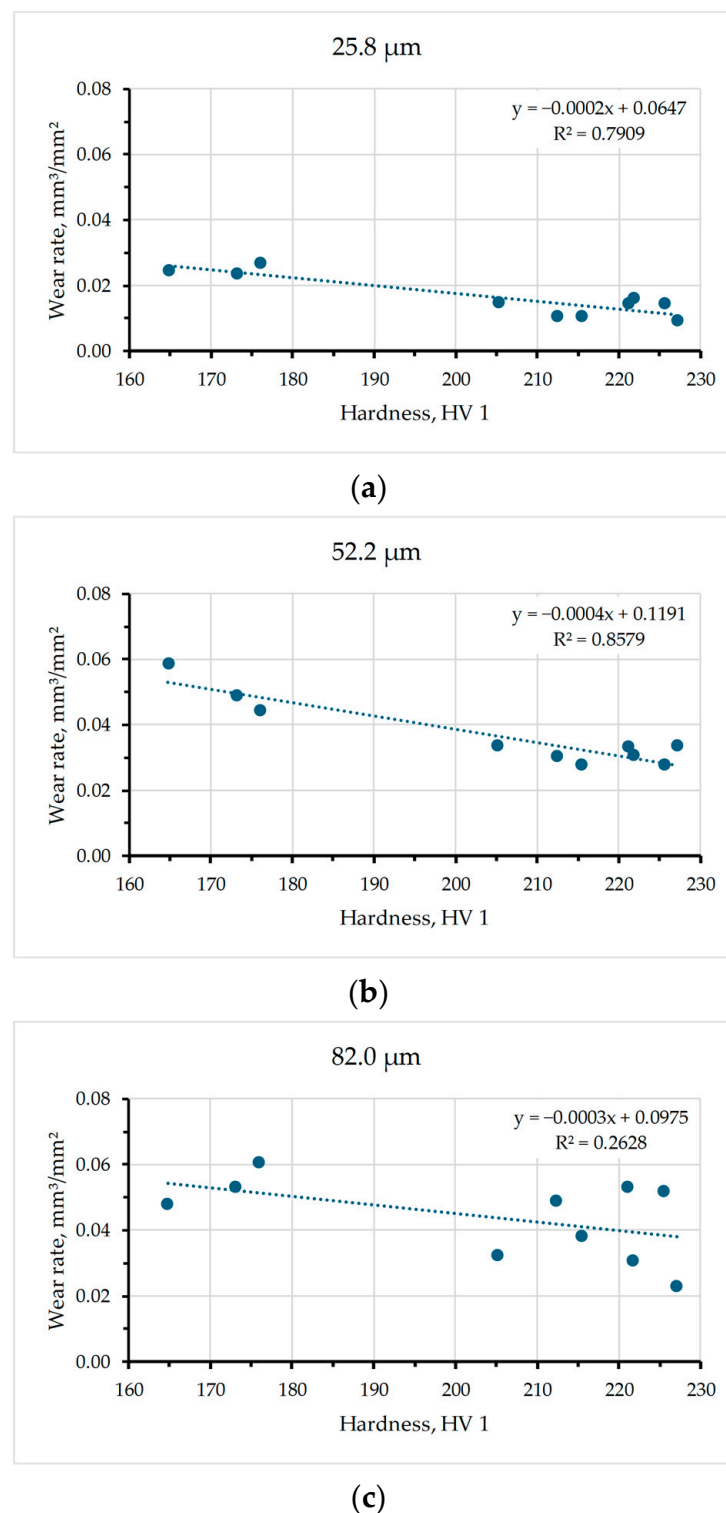 25.8 µm
y = −0.0002x + 0.0647
R² = 0.7909
Wear rate, mm³/mm²
0.08
0.06
0.04
0.02
0.00
160 170 180 190 200 210 220 230
Hardness, HV 1
(a)
52.2 µm
y = −0.0004x + 0.1191
R² = 0.8579
Wear rate, mm³/mm²
0.08
0.06
0.04
0.02
0.00
160 170 180 190 200 210 220 230
Hardness, HV 1
(b)
82.0 µm
y = −0.0003x + 0.0975
R² = 0.2628
Wear rate, mm³/mm²
0.08
0.06
0.04
0.02
0.00
160 170 180 190 200 210 220 230
Hardness, HV 1
(c)